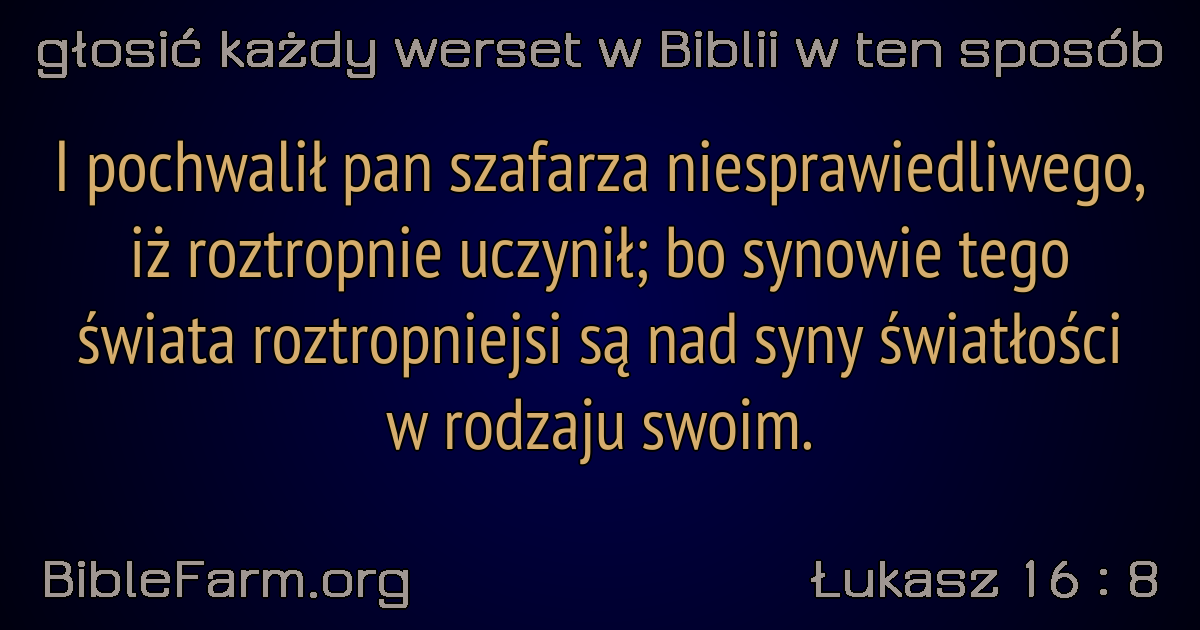 głosić każdy werset w Biblii w ten sposób
I pochwalił pan szafarza niesprawiedliwego,
iż roztropnie uczynił; bo synowie tego
świata roztropniejsi są nad syny światłości
w rodzaju swoim.
BibleFarm.org
Łukasz 16 : 8